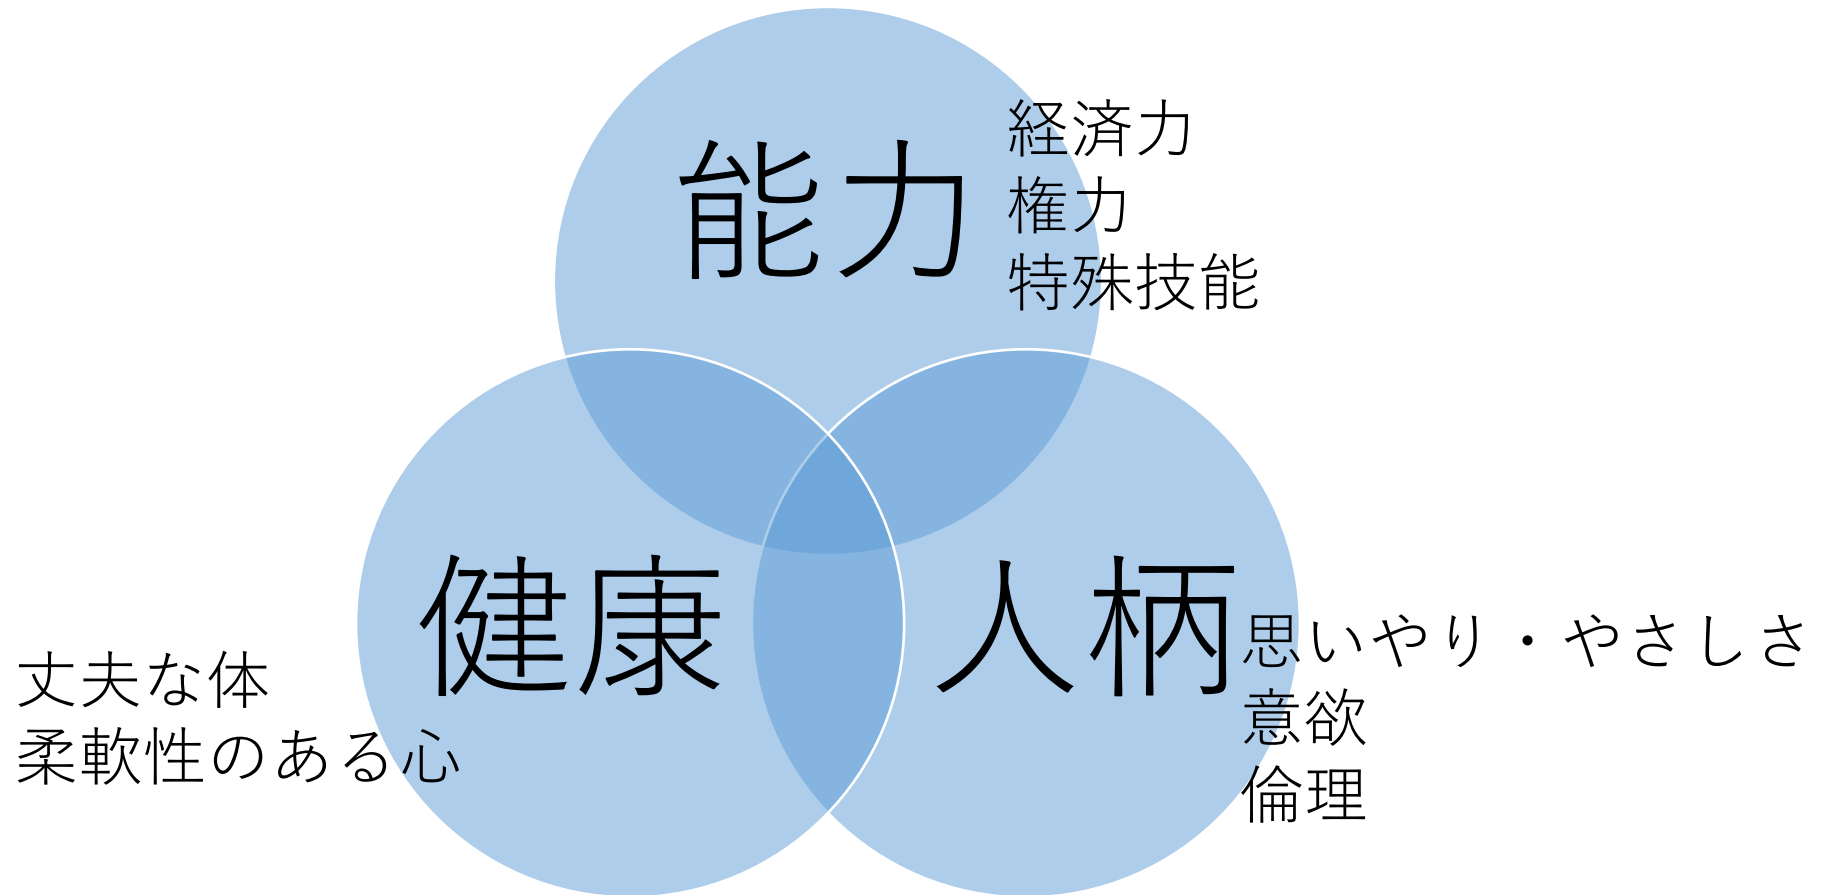 能力
経済力
権力
特殊技能
健康
丈夫な体
柔軟性のある心
人柄
思いやり・やさしさ
意欲
倫理